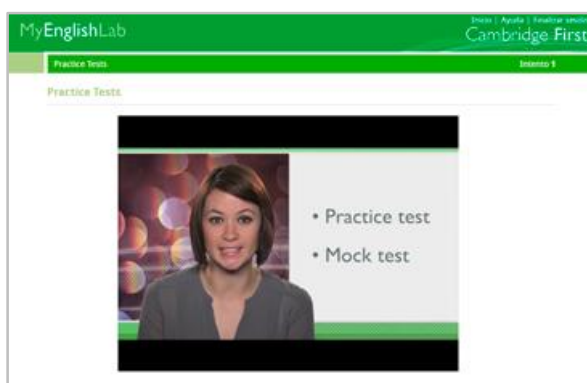 Inicio | Ayuda | Finalizar sesión
MyEnglishLab
Cambridge First
Practice Tests
Intento 1
Practice Tests
• Practice test
• Mock test